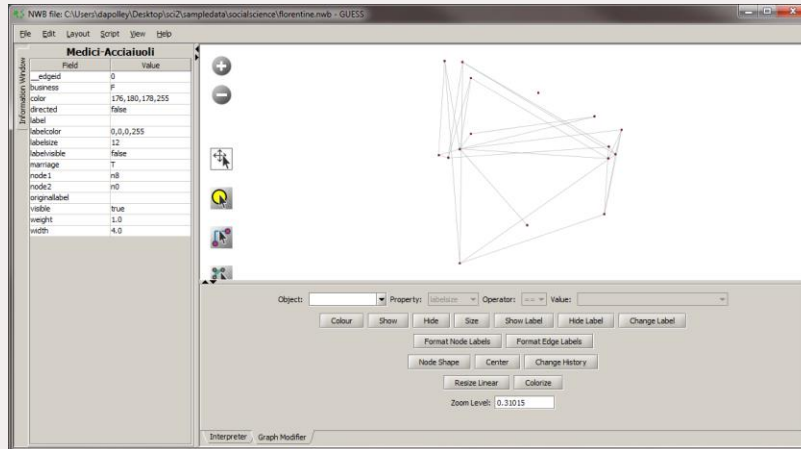 NWB file: C:\Users\dapolley\Desktop\sci2\sampledata\socialscience\florentine.nwb - GUESS
File Edit Layout Script View Help
Information Window
Medici-Acciaiuoli
Field Value
__edgeid 0
business F
color 176,180,178,255
directed false
label
labelcolor 0,0,0,255
labelsize 12
labelvisible false
marriage T
node1 n8
node2 n0
originallabel
visible true
weight 1.0
width 4.0
Object: Property: labelsize Operator: == Value:
Colour Show Hide Size Show Label Hide Label Change Label
Format Node Labels Format Edge Labels
Node Shape Center Change History
Resize Linear Colorize
Zoom Level: 0.31015
Interpreter Graph Modifier